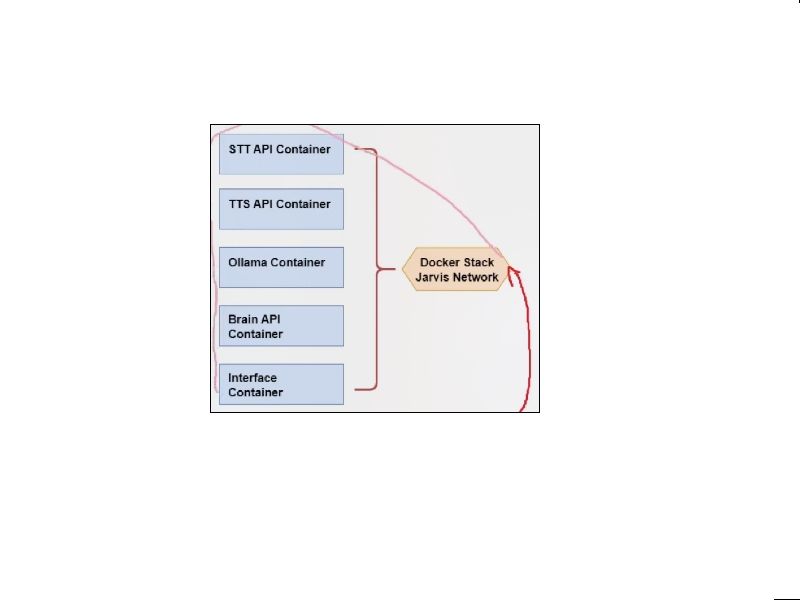 STT API Container
TTS API Container
Ollama Container
Brain API
Container
Interface
Container
Docker Stack
Jarvis Network